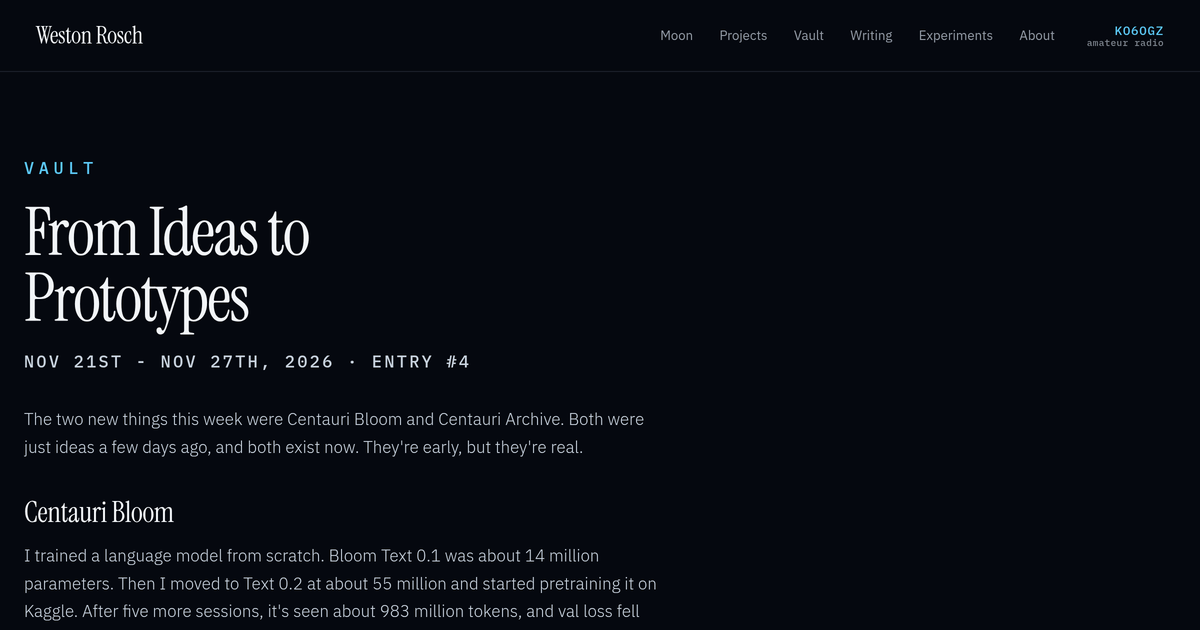 Weston Rosch
Moon Projects Vault Writing Experiments About
KO6OGZ
amateur radio
VAULT
From Ideas to
Prototypes
NOV 21ST - NOV 27TH, 2026 · ENTRY #4
The two new things this week were Centauri Bloom and Centauri Archive. Both were
just ideas a few days ago, and both exist now. They're early, but they're real.
Centauri Bloom
I trained a language model from scratch. Bloom Text 0.1 was about 14 million
parameters. Then I moved to Text 0.2 at about 55 million and started pretraining it on
Kaggle. After five more sessions, it's seen about 983 million tokens, and val loss fell